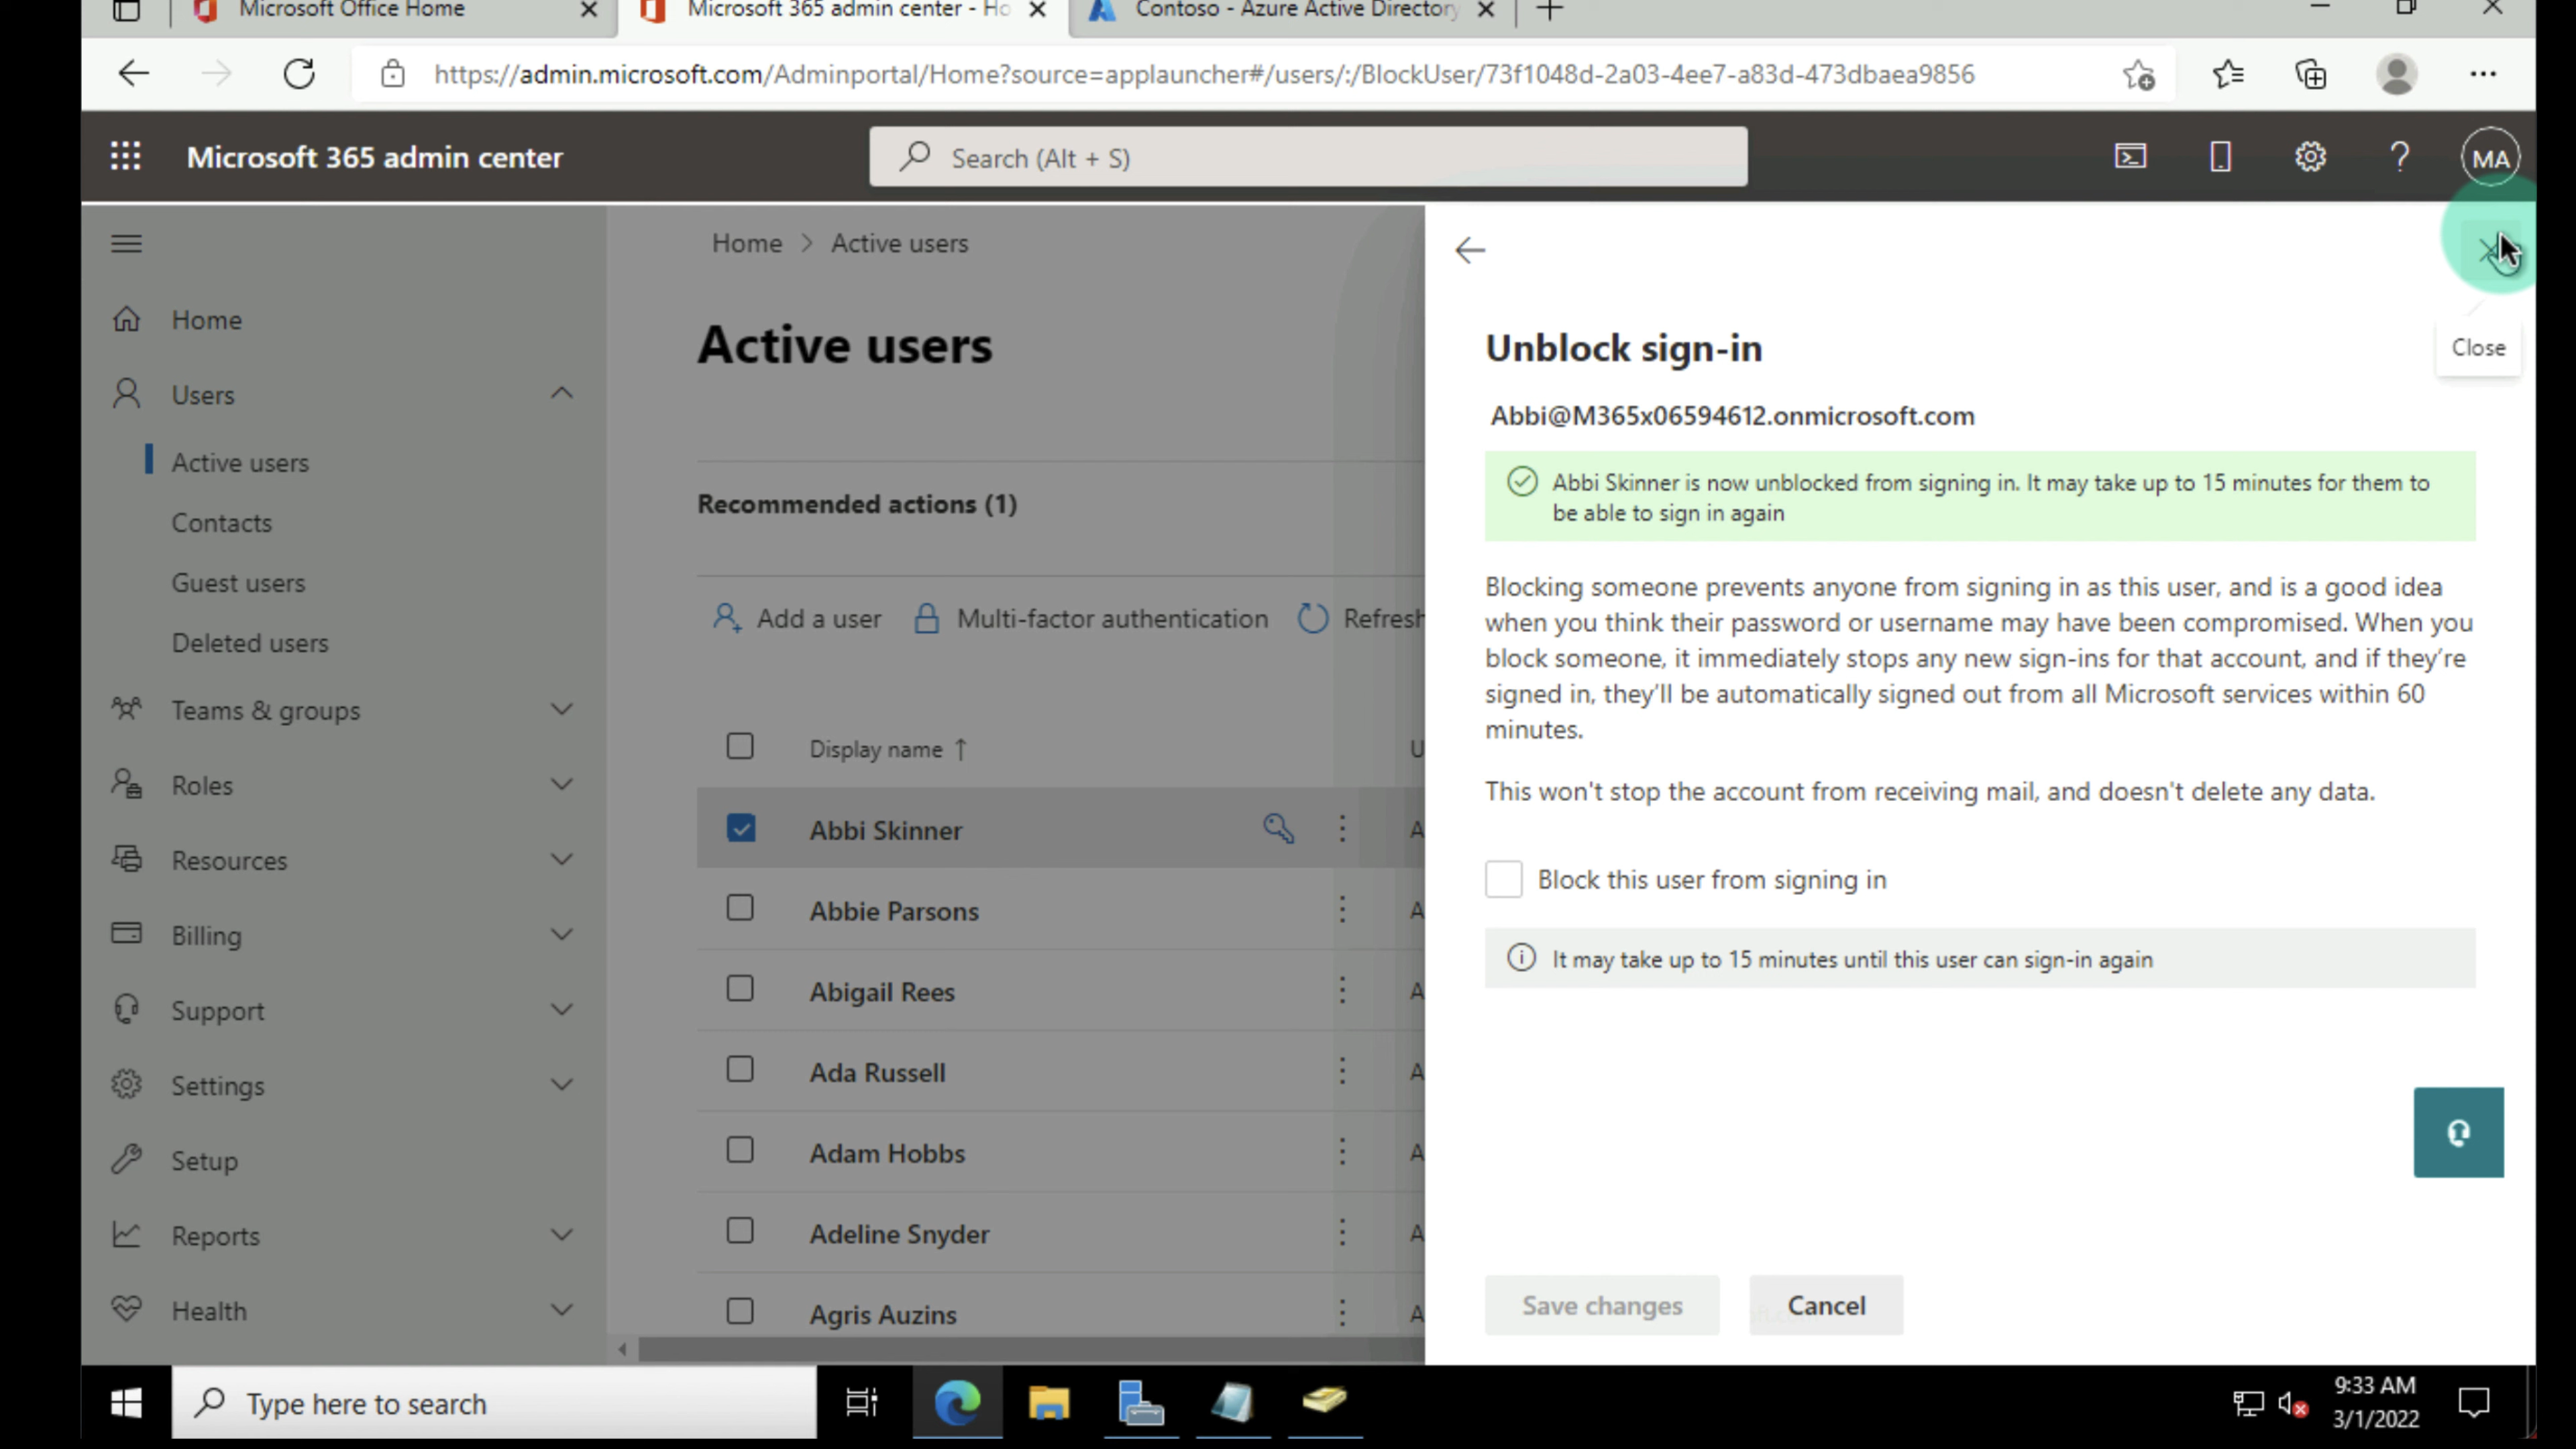 Microsoft Office Home
Microsoft 365 admin center - Ho
Contoso - Azure Active Directory
https://admin.microsoft.com/Adminportal/Home?source=applauncher#/users/:/BlockUser/73f1048d-2a03-4ee7-a83d-473dbaea9856
Microsoft 365 admin center
Search (Alt + S)
MA
Home
Users
Active users
Contacts
Guest users
Deleted users
Teams & groups
Roles
Resources
Billing
Support
Settings
Setup
Reports
Health
Home > Active users
Active users
Recommended actions (1)
Add a user
Multi-factor authentication
Refresh
Display name ↑
U
Abbi Skinner
A
Abbie Parsons
A
Abigail Rees
A
Ada Russell
A
Adam Hobbs
A
Adeline Snyder
A
Agris Auzins
A
Close
Unblock sign-in
Abbi@M365x06594612.onmicrosoft.com
Abbi Skinner is now unblocked from signing in. It may take up to 15 minutes for them to
be able to sign in again
Blocking someone prevents anyone from signing in as this user, and is a good idea
when you think their password or username may have been compromised. When you
block someone, it immediately stops any new sign-ins for that account, and if they're
signed in, they'll be automatically signed out from all Microsoft services within 60
minutes.
This won't stop the account from receiving mail, and doesn't delete any data.
Block this user from signing in
It may take up to 15 minutes until this user can sign-in again
Save changes
Cancel
Type here to search
9:33 AM
3/1/2022